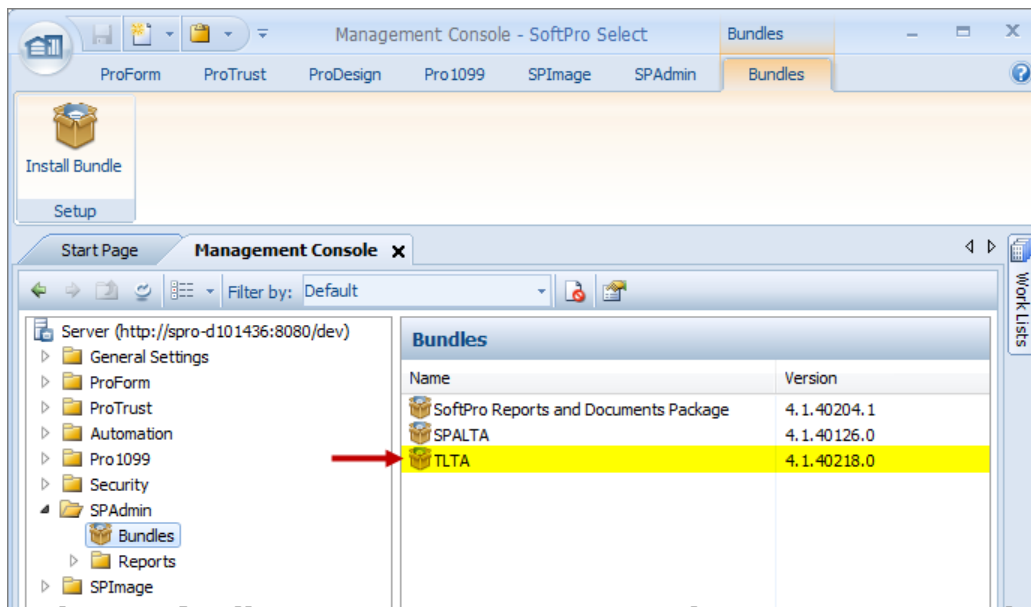 Management Console - SoftPro Select Bundles
ProForm ProTrust ProDesign Pro1099 SPImage SPAdmin Bundles
Install Bundle
Setup
Start Page Management Console
Filter by: Default
Work Lists
Server (http://spro-d101436:8080/dev)
General Settings
ProForm
ProTrust
Automation
Pro1099
Security
SPAdmin
Bundles
Reports
SPImage
Bundles
Name Version
SoftPro Reports and Documents Package 4.1.40204.1
SPALTA 4.1.40126.0
TLTA 4.1.40218.0